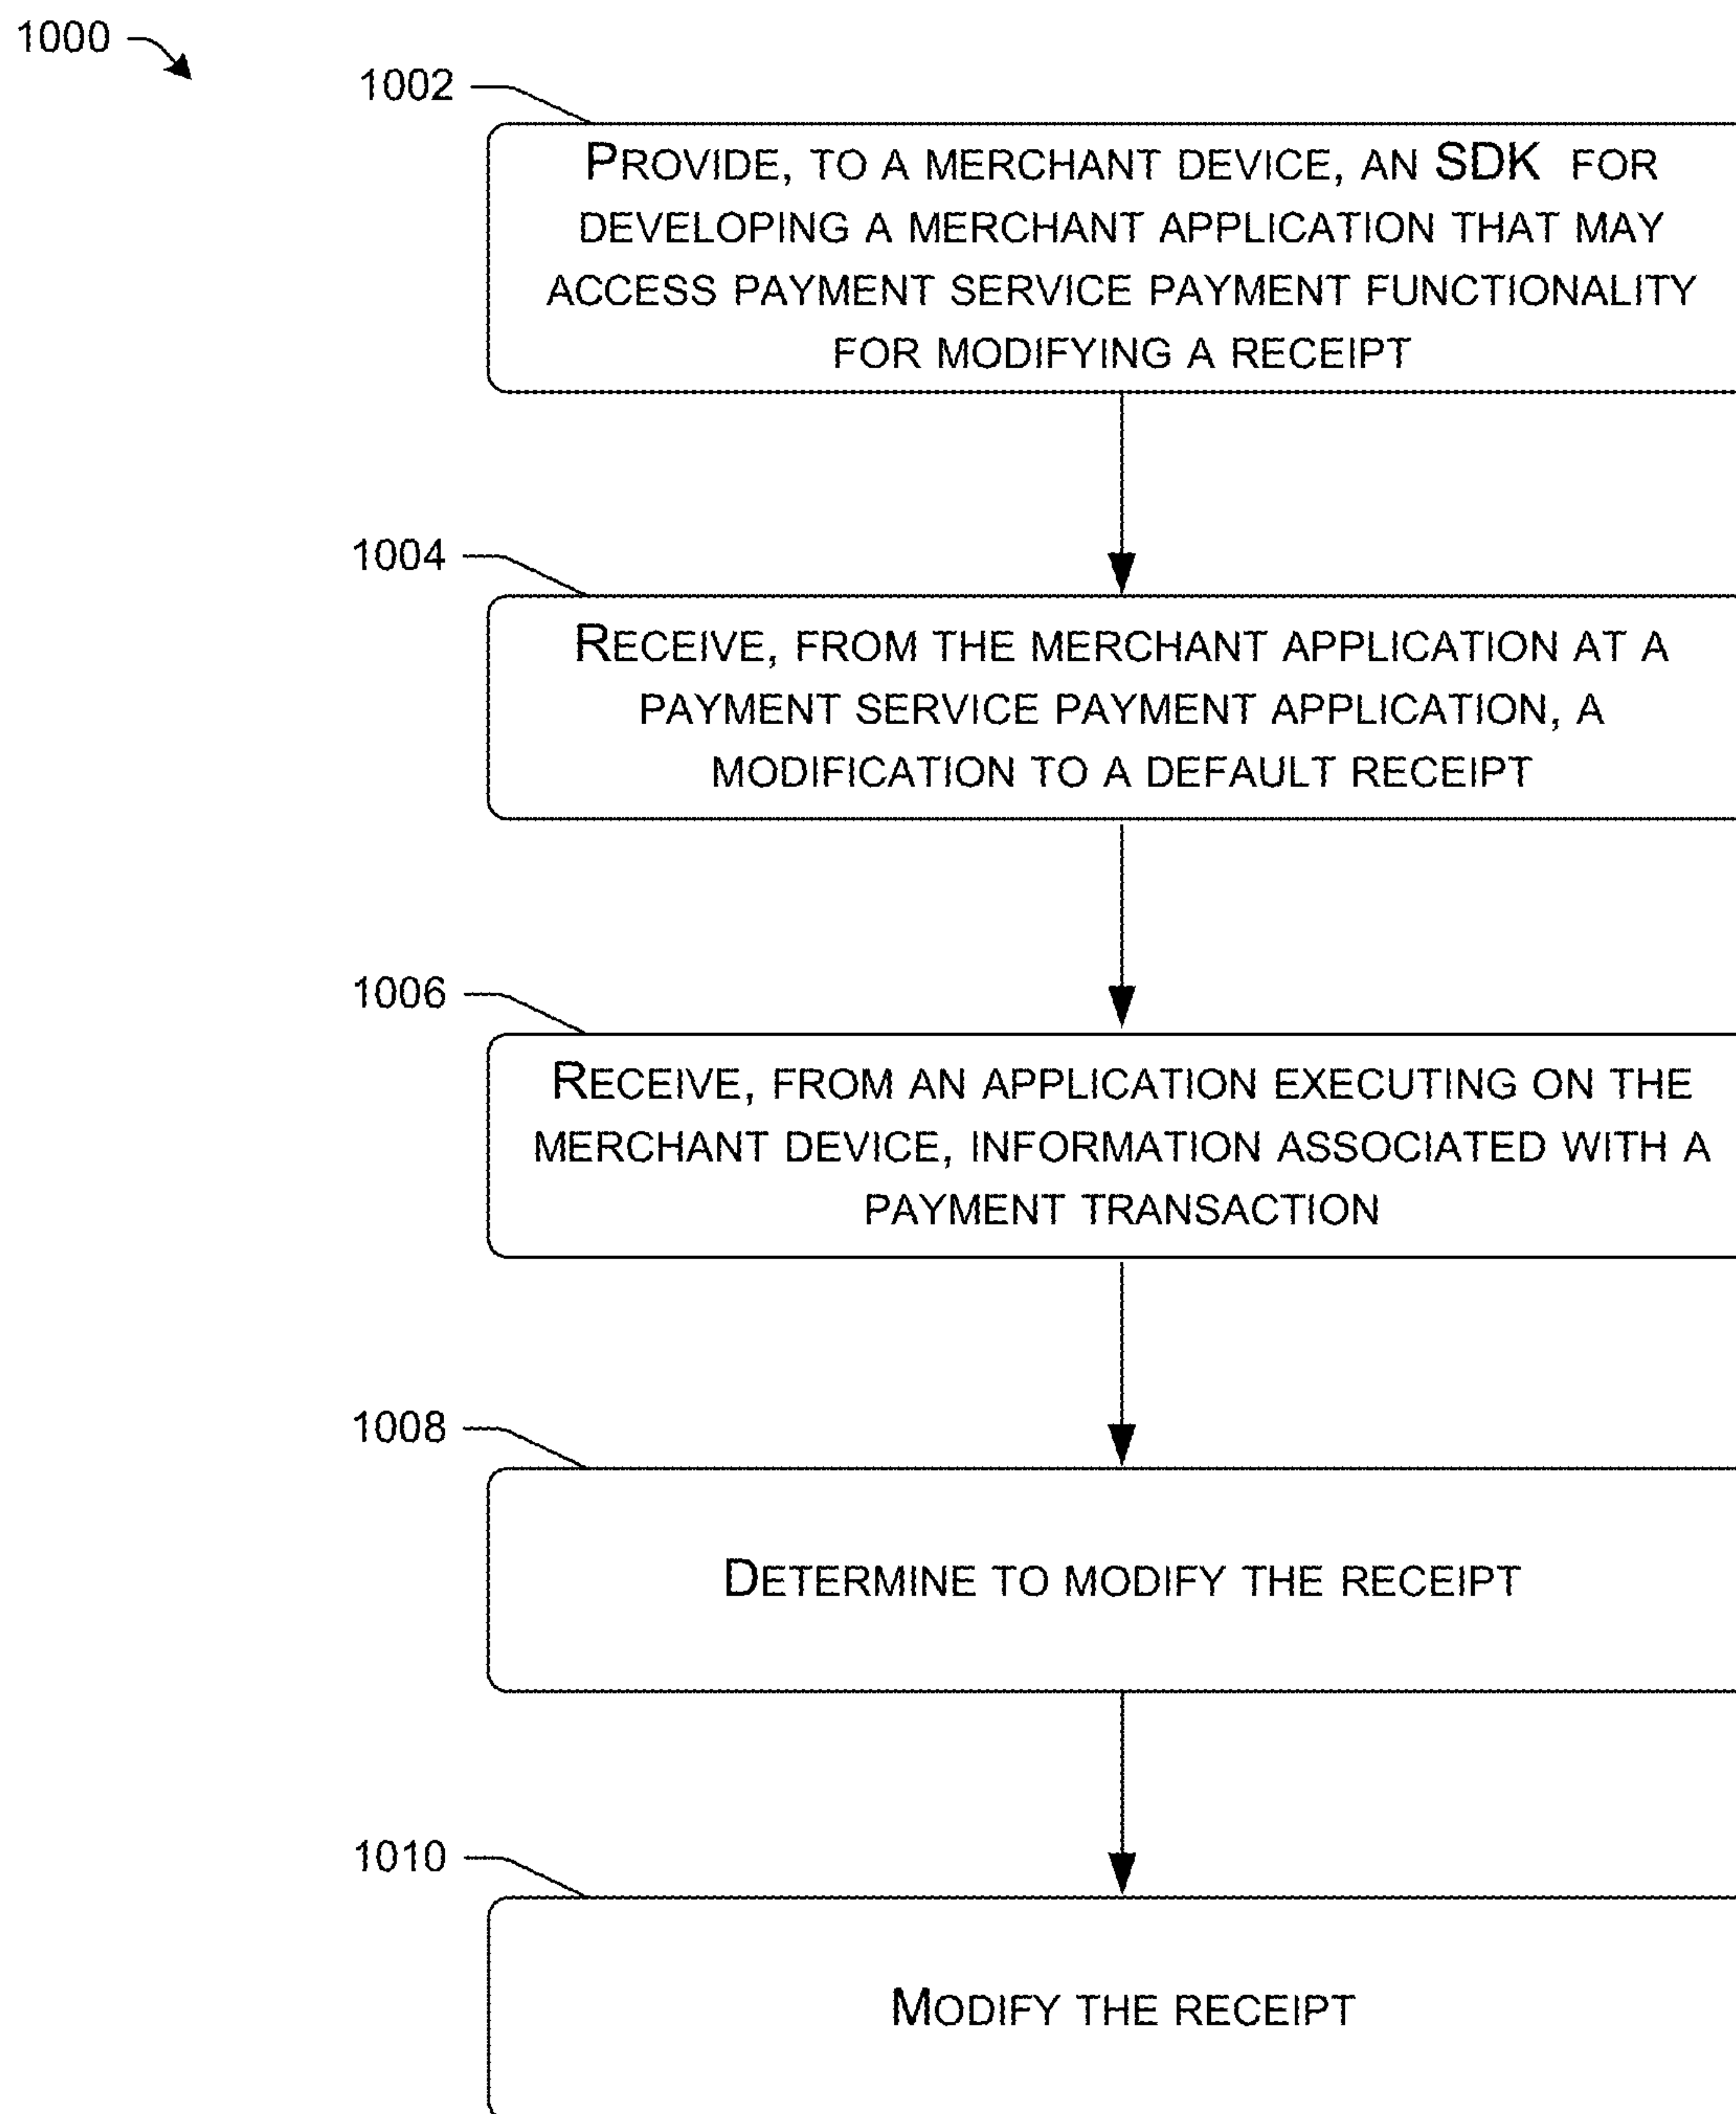 1000
1002
PROVIDE, TO A MERCHANT DEVICE, AN SDK FOR
DEVELOPING A MERCHANT APPLICATION THAT MAY
ACCESS PAYMENT SERVICE PAYMENT FUNCTIONALITY
FOR MODIFYING A RECEIPT
1004
RECEIVE, FROM THE MERCHANT APPLICATION AT A
PAYMENT SERVICE PAYMENT APPLICATION, A
MODIFICATION TO A DEFAULT RECEIPT
1006
RECEIVE, FROM AN APPLICATION EXECUTING ON THE
MERCHANT DEVICE, INFORMATION ASSOCIATED WITH A
PAYMENT TRANSACTION
1008
DETERMINE TO MODIFY THE RECEIPT
1010
MODIFY THE RECEIPT